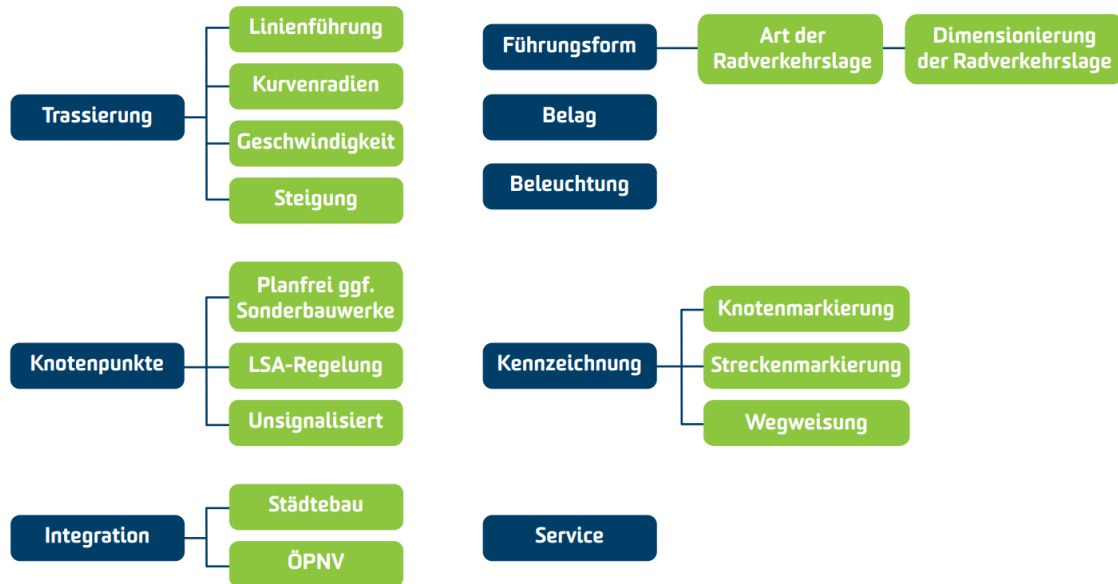 Trassierung
Linienführung
Kurvenradien
Geschwindigkeit
Steigung
Führungsform
Art der
Radverkehrslage
Dimensionierung
der Radverkehrslage
Belag
Beleuchtung
Knotenpunkte
Planfrei ggf.
Sonderbauwerke
LSA-Regelung
Unsignalisiert
Kennzeichnung
Knotenmarkierung
Streckenmarkierung
Wegweisung
Integration
Städtebau
ÖPNV
Service